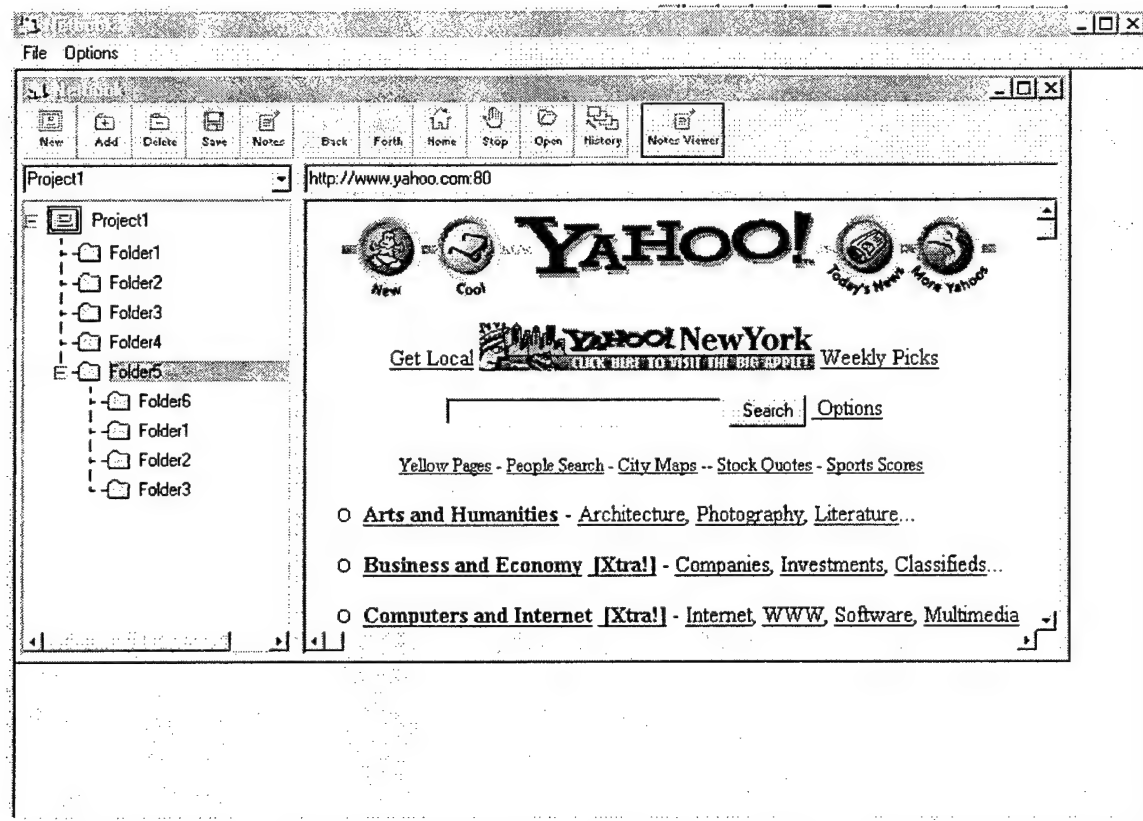 File Options
New Add Delete Save Notes Back Forth Home Stop Open History Notes Viewer
Project1 http://www.yahoo.com:80
Project1
Folder1
Folder2
Folder3
Folder4
Folder5
Folder6
Folder1
Folder2
Folder3
YAHOO!
New Cool Today's News More Yahoos
YAHOO! NewYork
Get Local CLICK HERE TO VISIT THE BIG APPLE! Weekly Picks
Search Options
Yellow Pages - People Search - City Maps -- Stock Quotes - Sports Scores
Arts and Humanities - Architecture, Photography, Literature...
Business and Economy [Xtra!] - Companies, Investments, Classifieds...
Computers and Internet [Xtra!] - Internet, WWW, Software, Multimedia